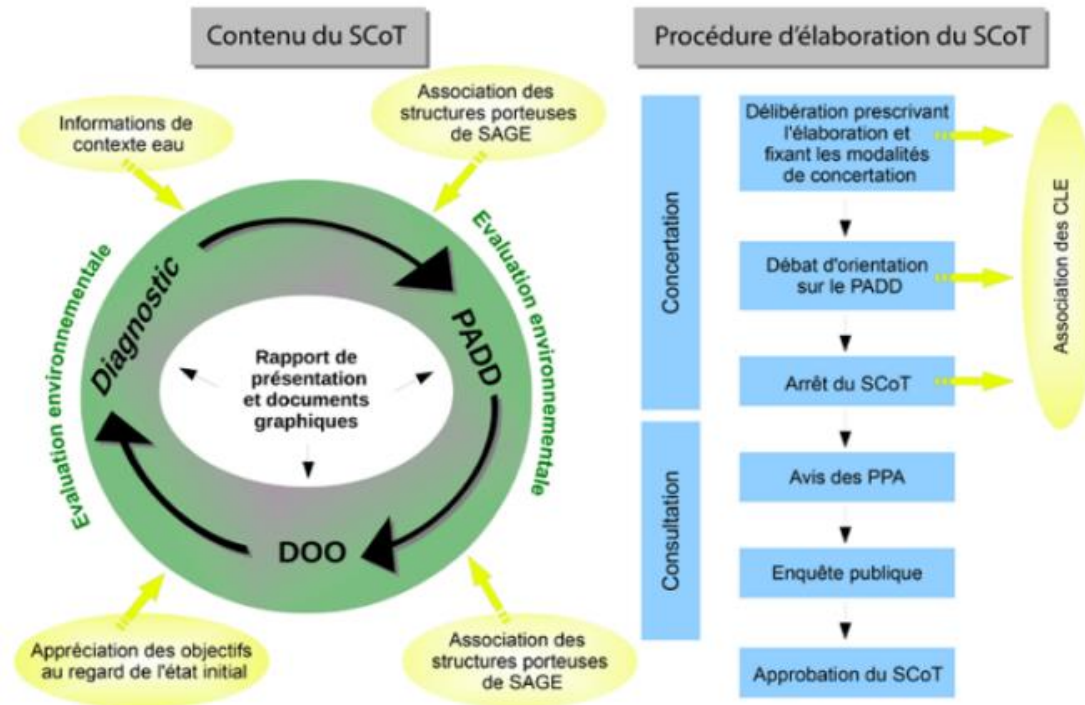 Contenu du SCoT
Informations de
contexte eau
Association des
structures porteuses
de SAGE
Evaluation environnementale
Evaluation environnementale
Diagnostic
PADD
DOO
Rapport de
présentation
et documents
graphiques
Appréciation des objectifs
au regard de l'état initial
Association des
structures porteuses
de SAGE
Procédure d'élaboration du SCoT
Concertation
Délibération prescrivant
l'élaboration et
fixant les modalités
de concertation
Débat d'orientation
sur le PADD
Arrêt du SCoT
Association des CLE
Consultation
Avis des PPA
Enquête publique
Approbation du SCoT